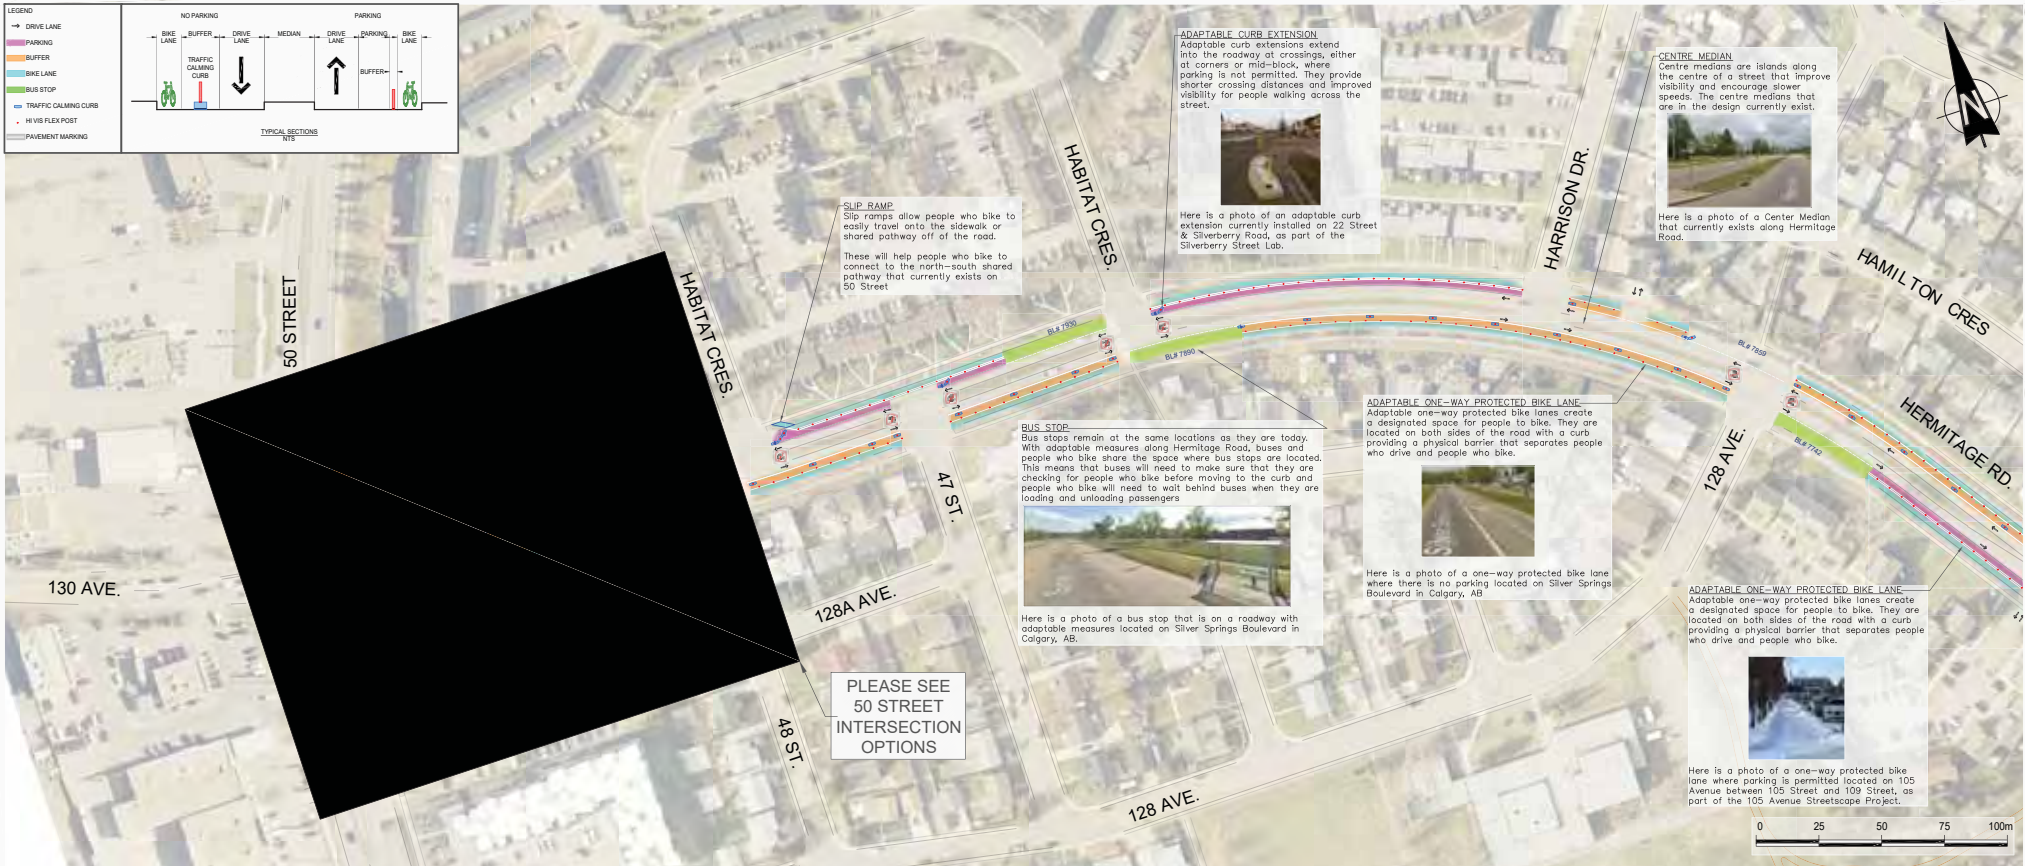 LEGEND
DRIVE LANE
PARKING
BUFFER
BIKE LANE
BUS STOP
TRAFFIC CALMING CURB
HI VIS FLEX POST
PAVEMENT MARKING
NO PARKING
PARKING
BIKE
LANE
BUFFER
DRIVE
LANE
MEDIAN
DRIVE
LANE
PARKING
BIKE
LANE
TRAFFIC
CALMING
CURB
BUFFER
TYPICAL SECTIONS
NTS
ADAPTABLE CURB EXTENSION
Adaptable curb extensions extend
into the roadway at crossings, either
at corners or mid-block, where
parking is not permitted. They provide
shorter crossing distances and improved
visibility for people walking across the
street.
Here is a photo of an adaptable curb
extension currently installed on 22 Street
& Silverberry Road, as part of the
Silverberry Street Lab.
CENTRE MEDIAN
Centre medians are islands along
the centre of a street that improve
visibility and encourage slower
speeds. The centre medians that
are in the design currently exist.
Here is a photo of a Center Median
that currently exists along Hermitage
Road.
N
SLIP RAMP
Slip ramps allow people who bike to
easily travel onto the sidewalk or
shared pathway off of the road.
These will help people who bike to
connect to the north-south shared
pathway that currently exists on
50 Street
HABITAT CRES.
HARRISON DR.
HAMILTON CRES
50 STREET
HABITAT CRES.
BL# 7930
BL# 7890
BL# 7859
HERMITAGE RD.
BL# 7742
128 AVE.
47 ST.
BUS STOP
Bus stops remain at the same locations as they are today.
With adaptable measures along Hermitage Road, buses and
people who bike share the space where bus stops are located.
This means that buses will need to make sure that they are
checking for people who bike before moving to the curb and
people who bike will need to wait behind buses when they are
loading and unloading passengers
Here is a photo of a bus stop that is on a roadway with
adaptable measures located on Silver Springs Boulevard in
Calgary, AB.
ADAPTABLE ONE-WAY PROTECTED BIKE LANE
Adaptable one-way protected bike lanes create
a designated space for people to bike. They are
located on both sides of the road with a curb
providing a physical barrier that separates people
who drive and people who bike.
Here is a photo of a one-way protected bike lane
where there is no parking located on Silver Springs
Boulevard in Calgary, AB
ADAPTABLE ONE-WAY PROTECTED BIKE LANE
Adaptable one-way protected bike lanes create
a designated space for people to bike. They are
located on both sides of the road with a curb
providing a physical barrier that separates people
who drive and people who bike.
Here is a photo of a one-way protected bike
lane where parking is permitted located on 105
Avenue between 105 Street and 109 Street, as
part of the 105 Avenue Streetscape Project.
130 AVE.
128A AVE.
PLEASE SEE
50 STREET
INTERSECTION
OPTIONS
48 ST.
128 AVE.
0 25 50 75 100m